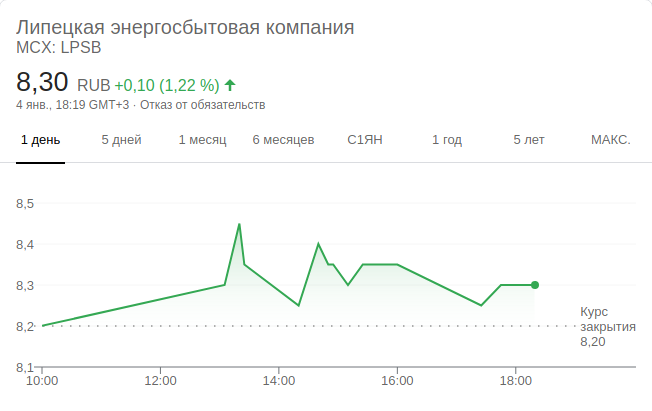 Липецкая энергосбытовая компания
MCX: LPSB
8,30 RUB +0,10 (1,22 %)
4 янв., 18:19 GMT+3 · Отказ от обязательств
1 день 5 дней 1 месяц 6 месяцев С1ЯН 1 год 5 лет МАКС.
8,5
8,4
8,3
8,2
8,1
Курс
закрытия
8,20
10:00 12:00 14:00 16:00 18:00